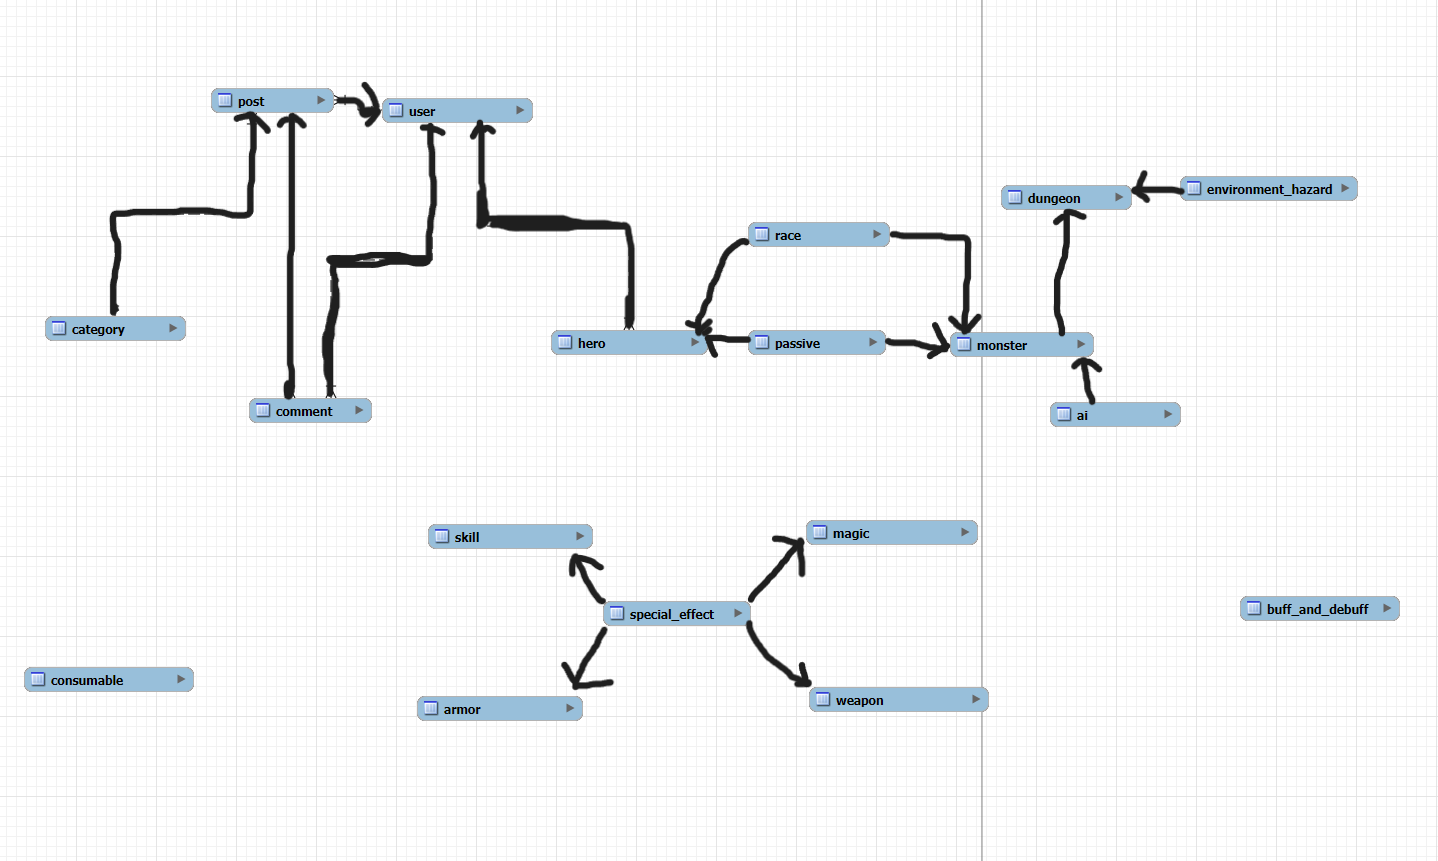 post
user
environment_hazard
dungeon
race
category
hero
passive
monster
comment
ai
skill
magic
special_effect
buff_and_debuff
consumable
armor
weapon